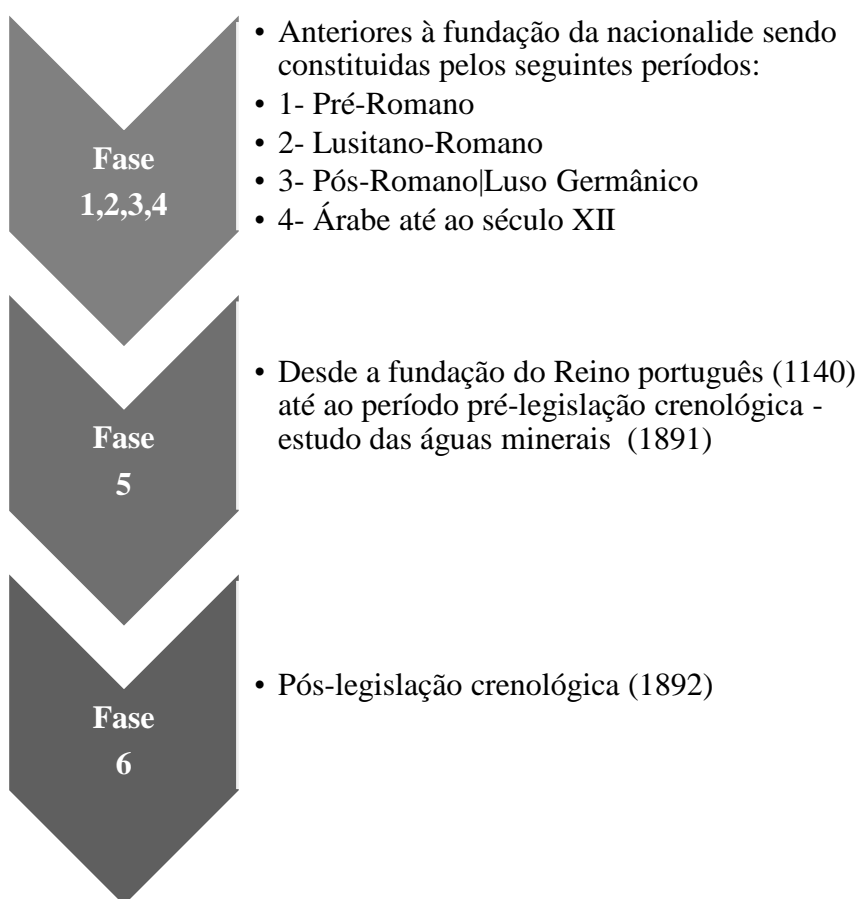 • Anteriores à fundação da nacionalide sendo
constituidas pelos seguintes períodos:
• 1- Pré-Romano
• 2- Lusitano-Romano
• 3- Pós-Romano|Luso Germânico
• 4- Árabe até ao século XII
Fase
1,2,3,4
• Desde a fundação do Reino português (1140)
até ao período pré-legislação crenológica -
estudo das águas minerais (1891)
Fase
5
• Pós-legislação crenológica (1892)
Fase
6